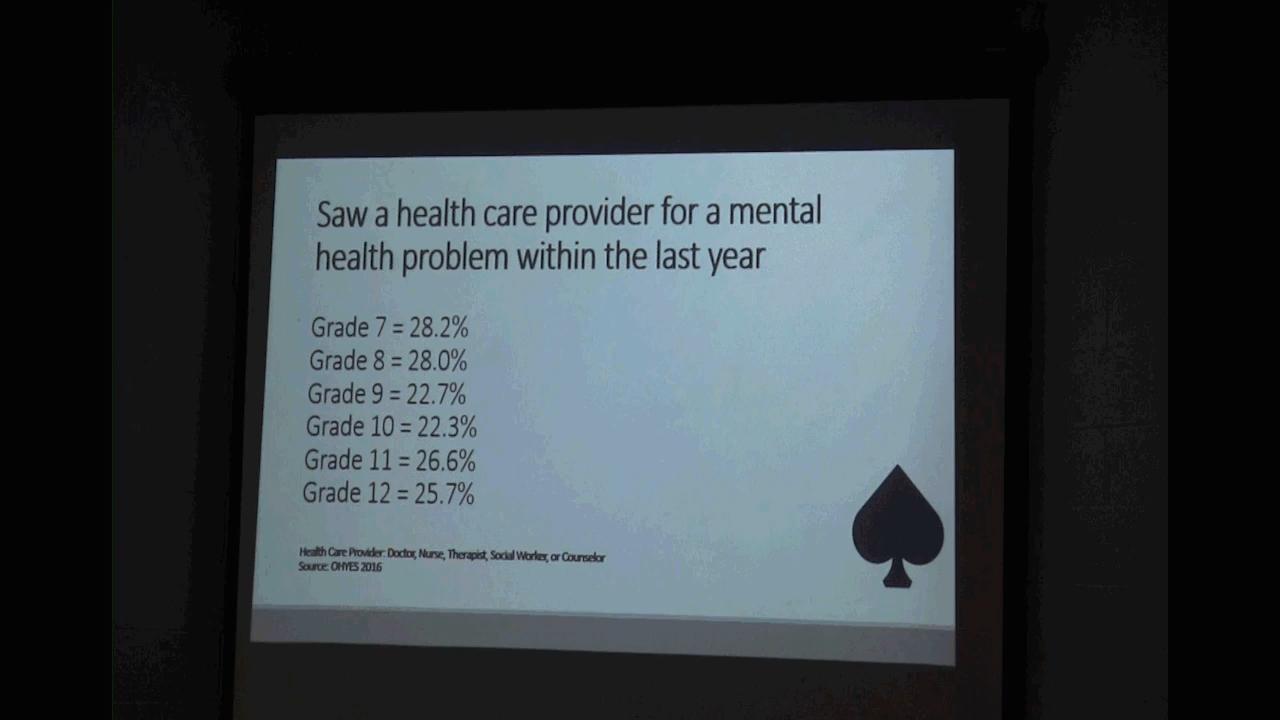 Saw a health care provider for a mental
health problem within the last year
Grade 7 = 28.2%
Grade 8 = 28.0%
Grade 9 = 22.7%
Grade 10 = 22.3%
Grade 11 = 26.6%
Grade 12 = 25.7%
Health Care Provider: Doctor, Nurse, Therapist, Social Worker, or Counselor
Source: OHYES 2016